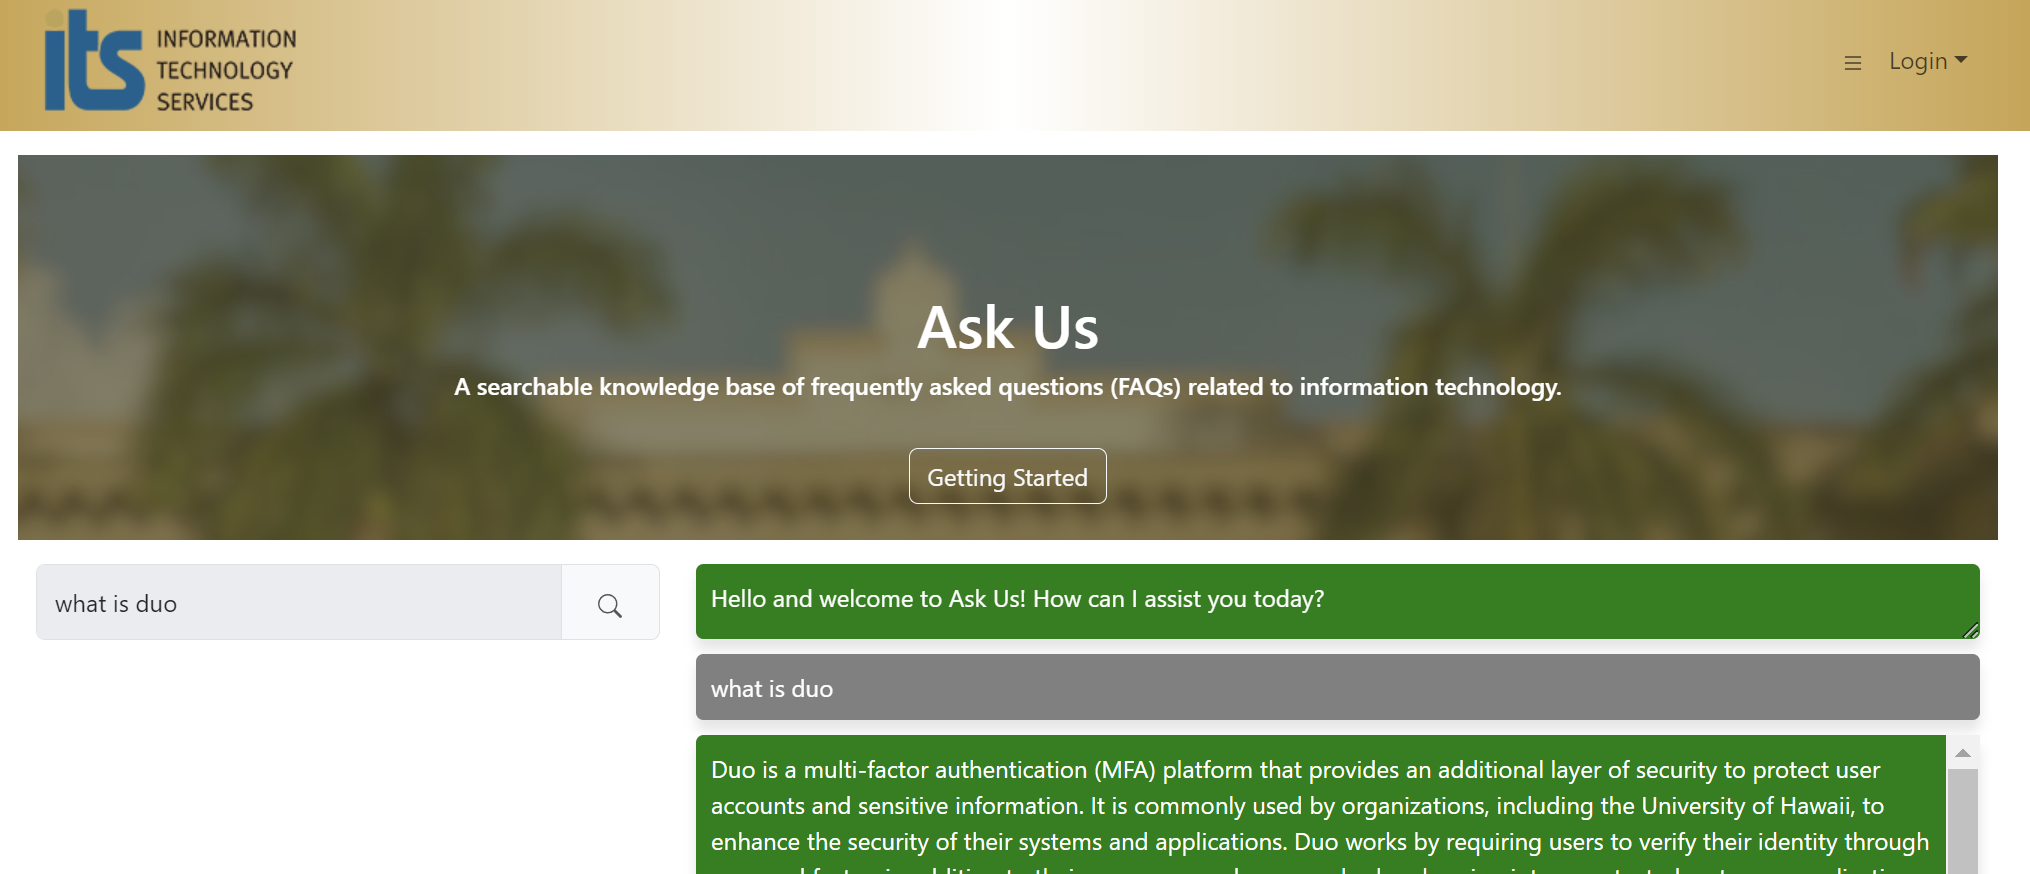 its INFORMATION
TECHNOLOGY
SERVICES
Login
Ask Us
A searchable knowledge base of frequently asked questions (FAQs) related to information technology.
Getting Started
what is duo
Hello and welcome to Ask Us! How can I assist you today?
what is duo
Duo is a multi-factor authentication (MFA) platform that provides an additional layer of security to protect user
accounts and sensitive information. It is commonly used by organizations, including the University of Hawaii, to
enhance the security of their systems and applications. Duo works by requiring users to verify their identity through